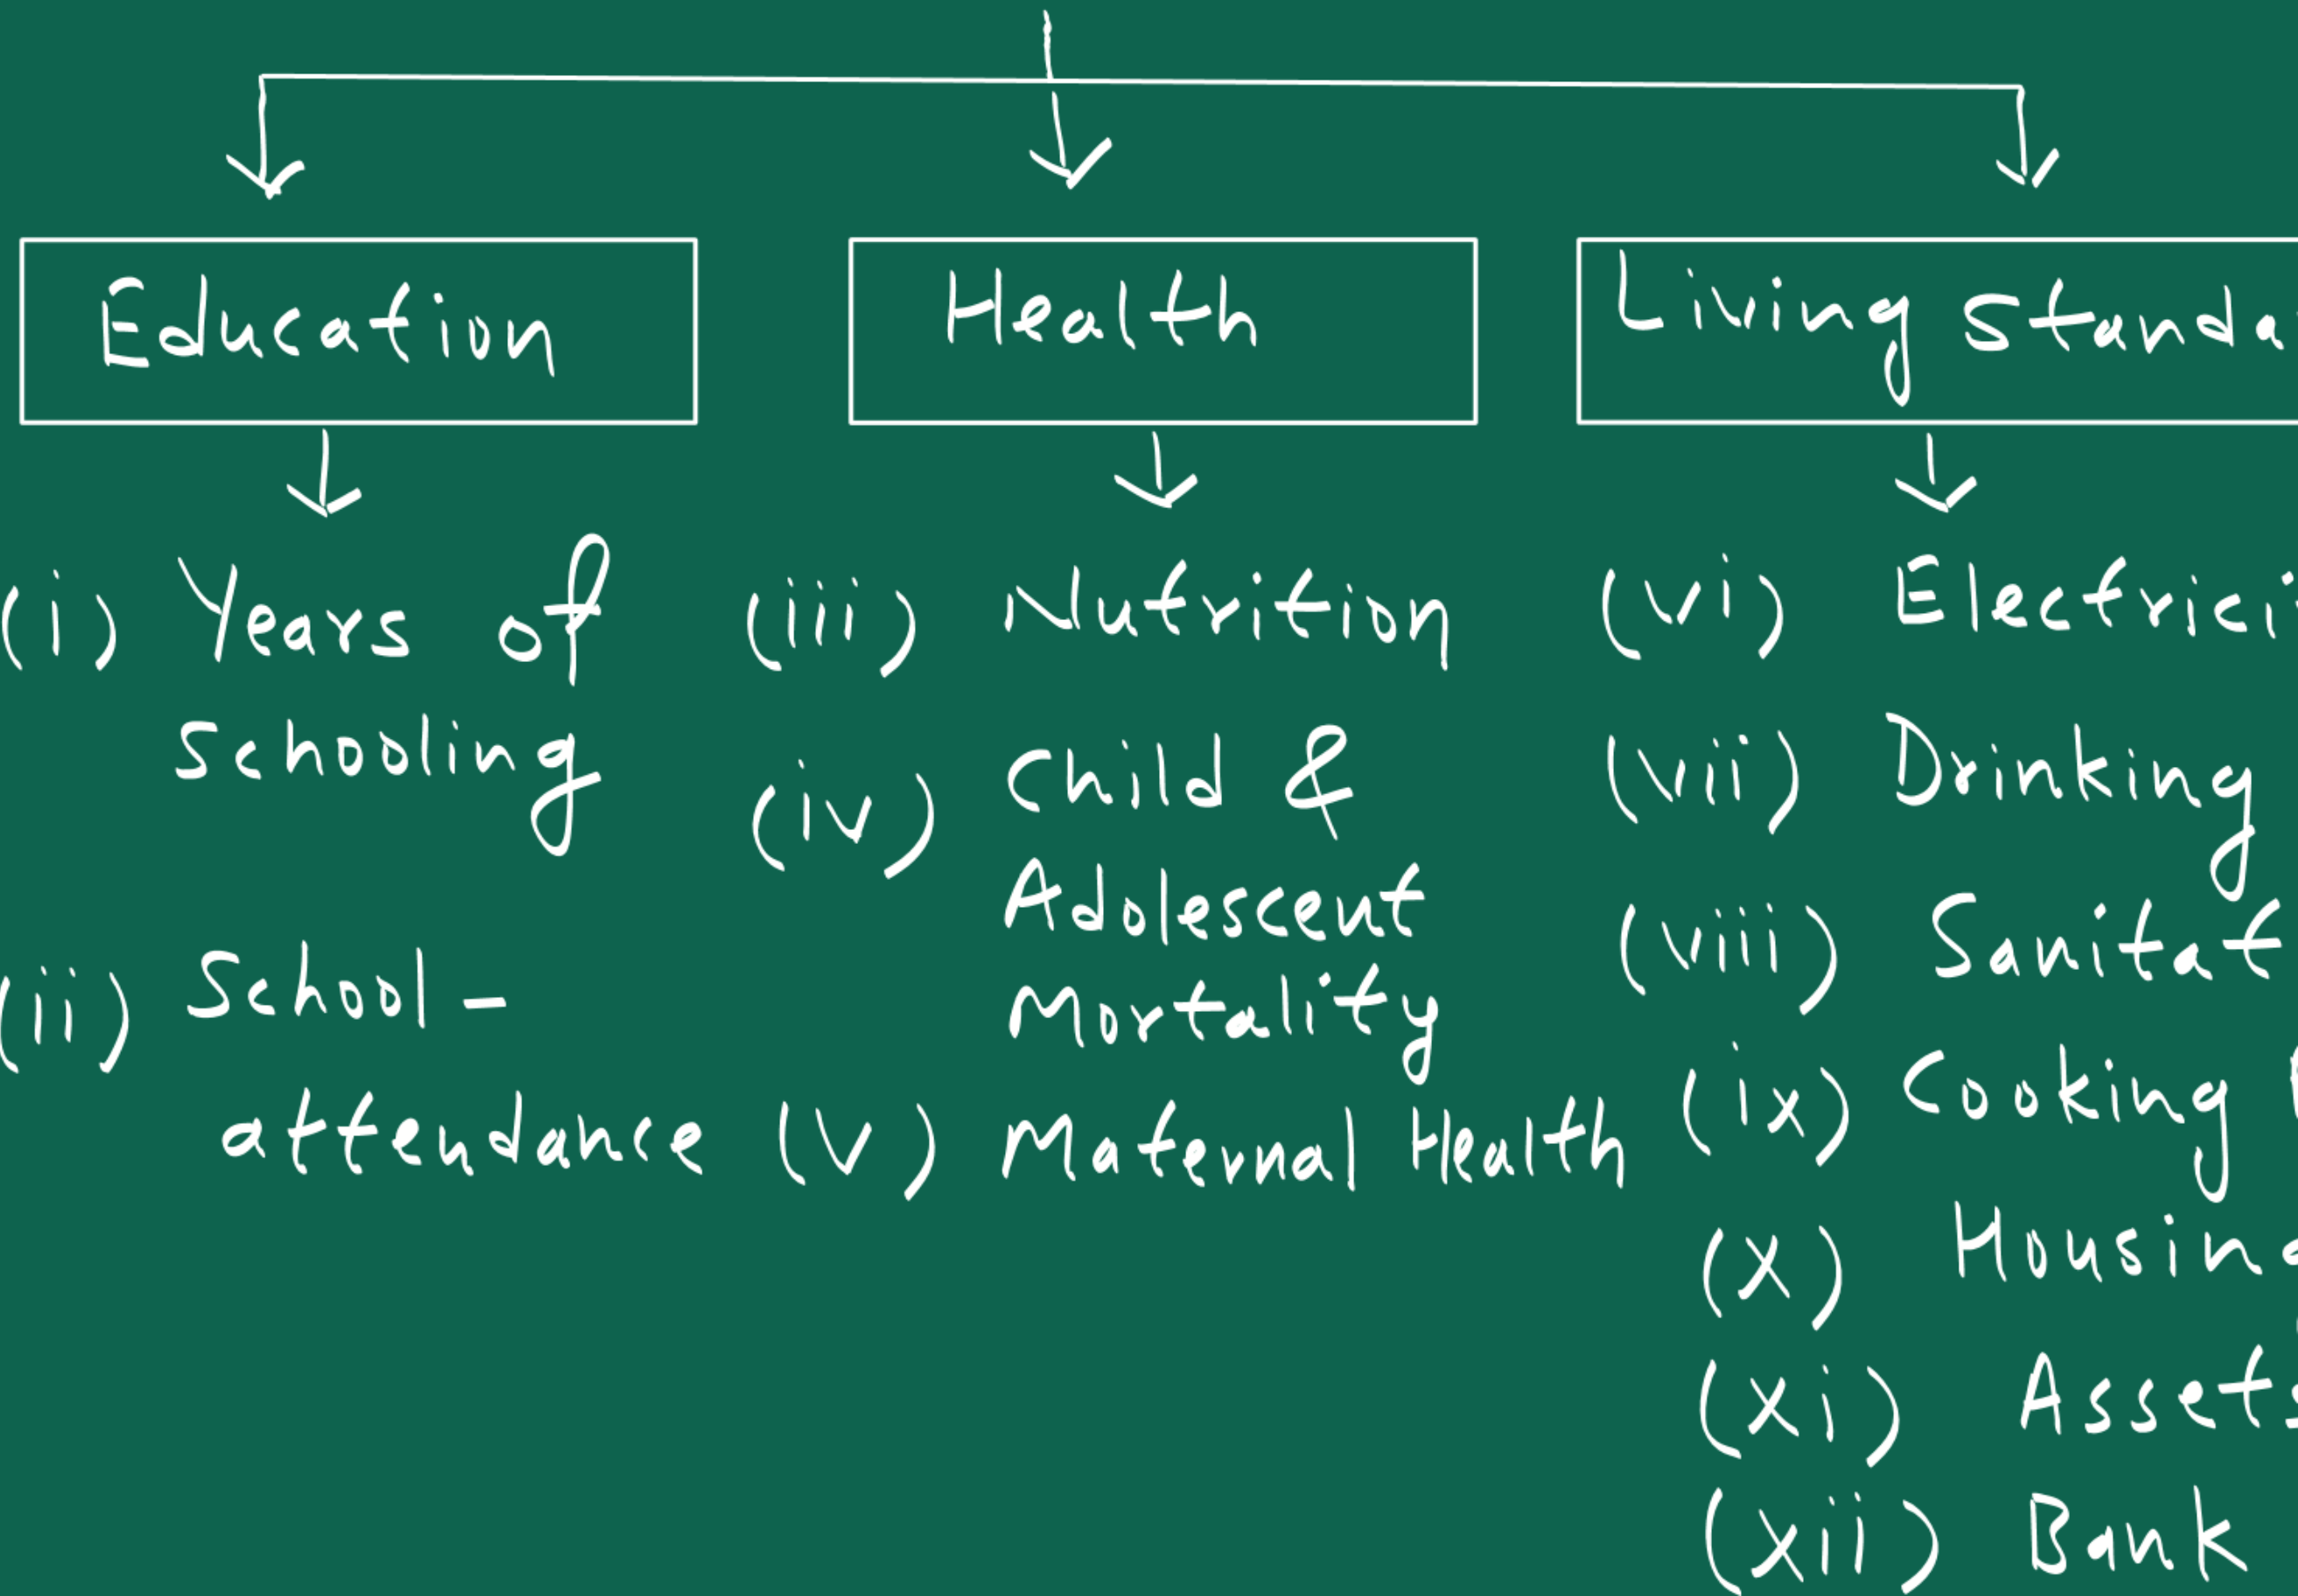 Education
(i) Years of
Schooling
(ii) School -
attendance
Health
(iii) Nutrition
(iv) Child &
Adolescent
Mortality
(v) Maternal Health
Living Standa
(vi) Electrici
(vii) Drinking
(viii) Sanitat
(ix) Cooking
(x) Housing
(xi) Assets
(xii) Bank